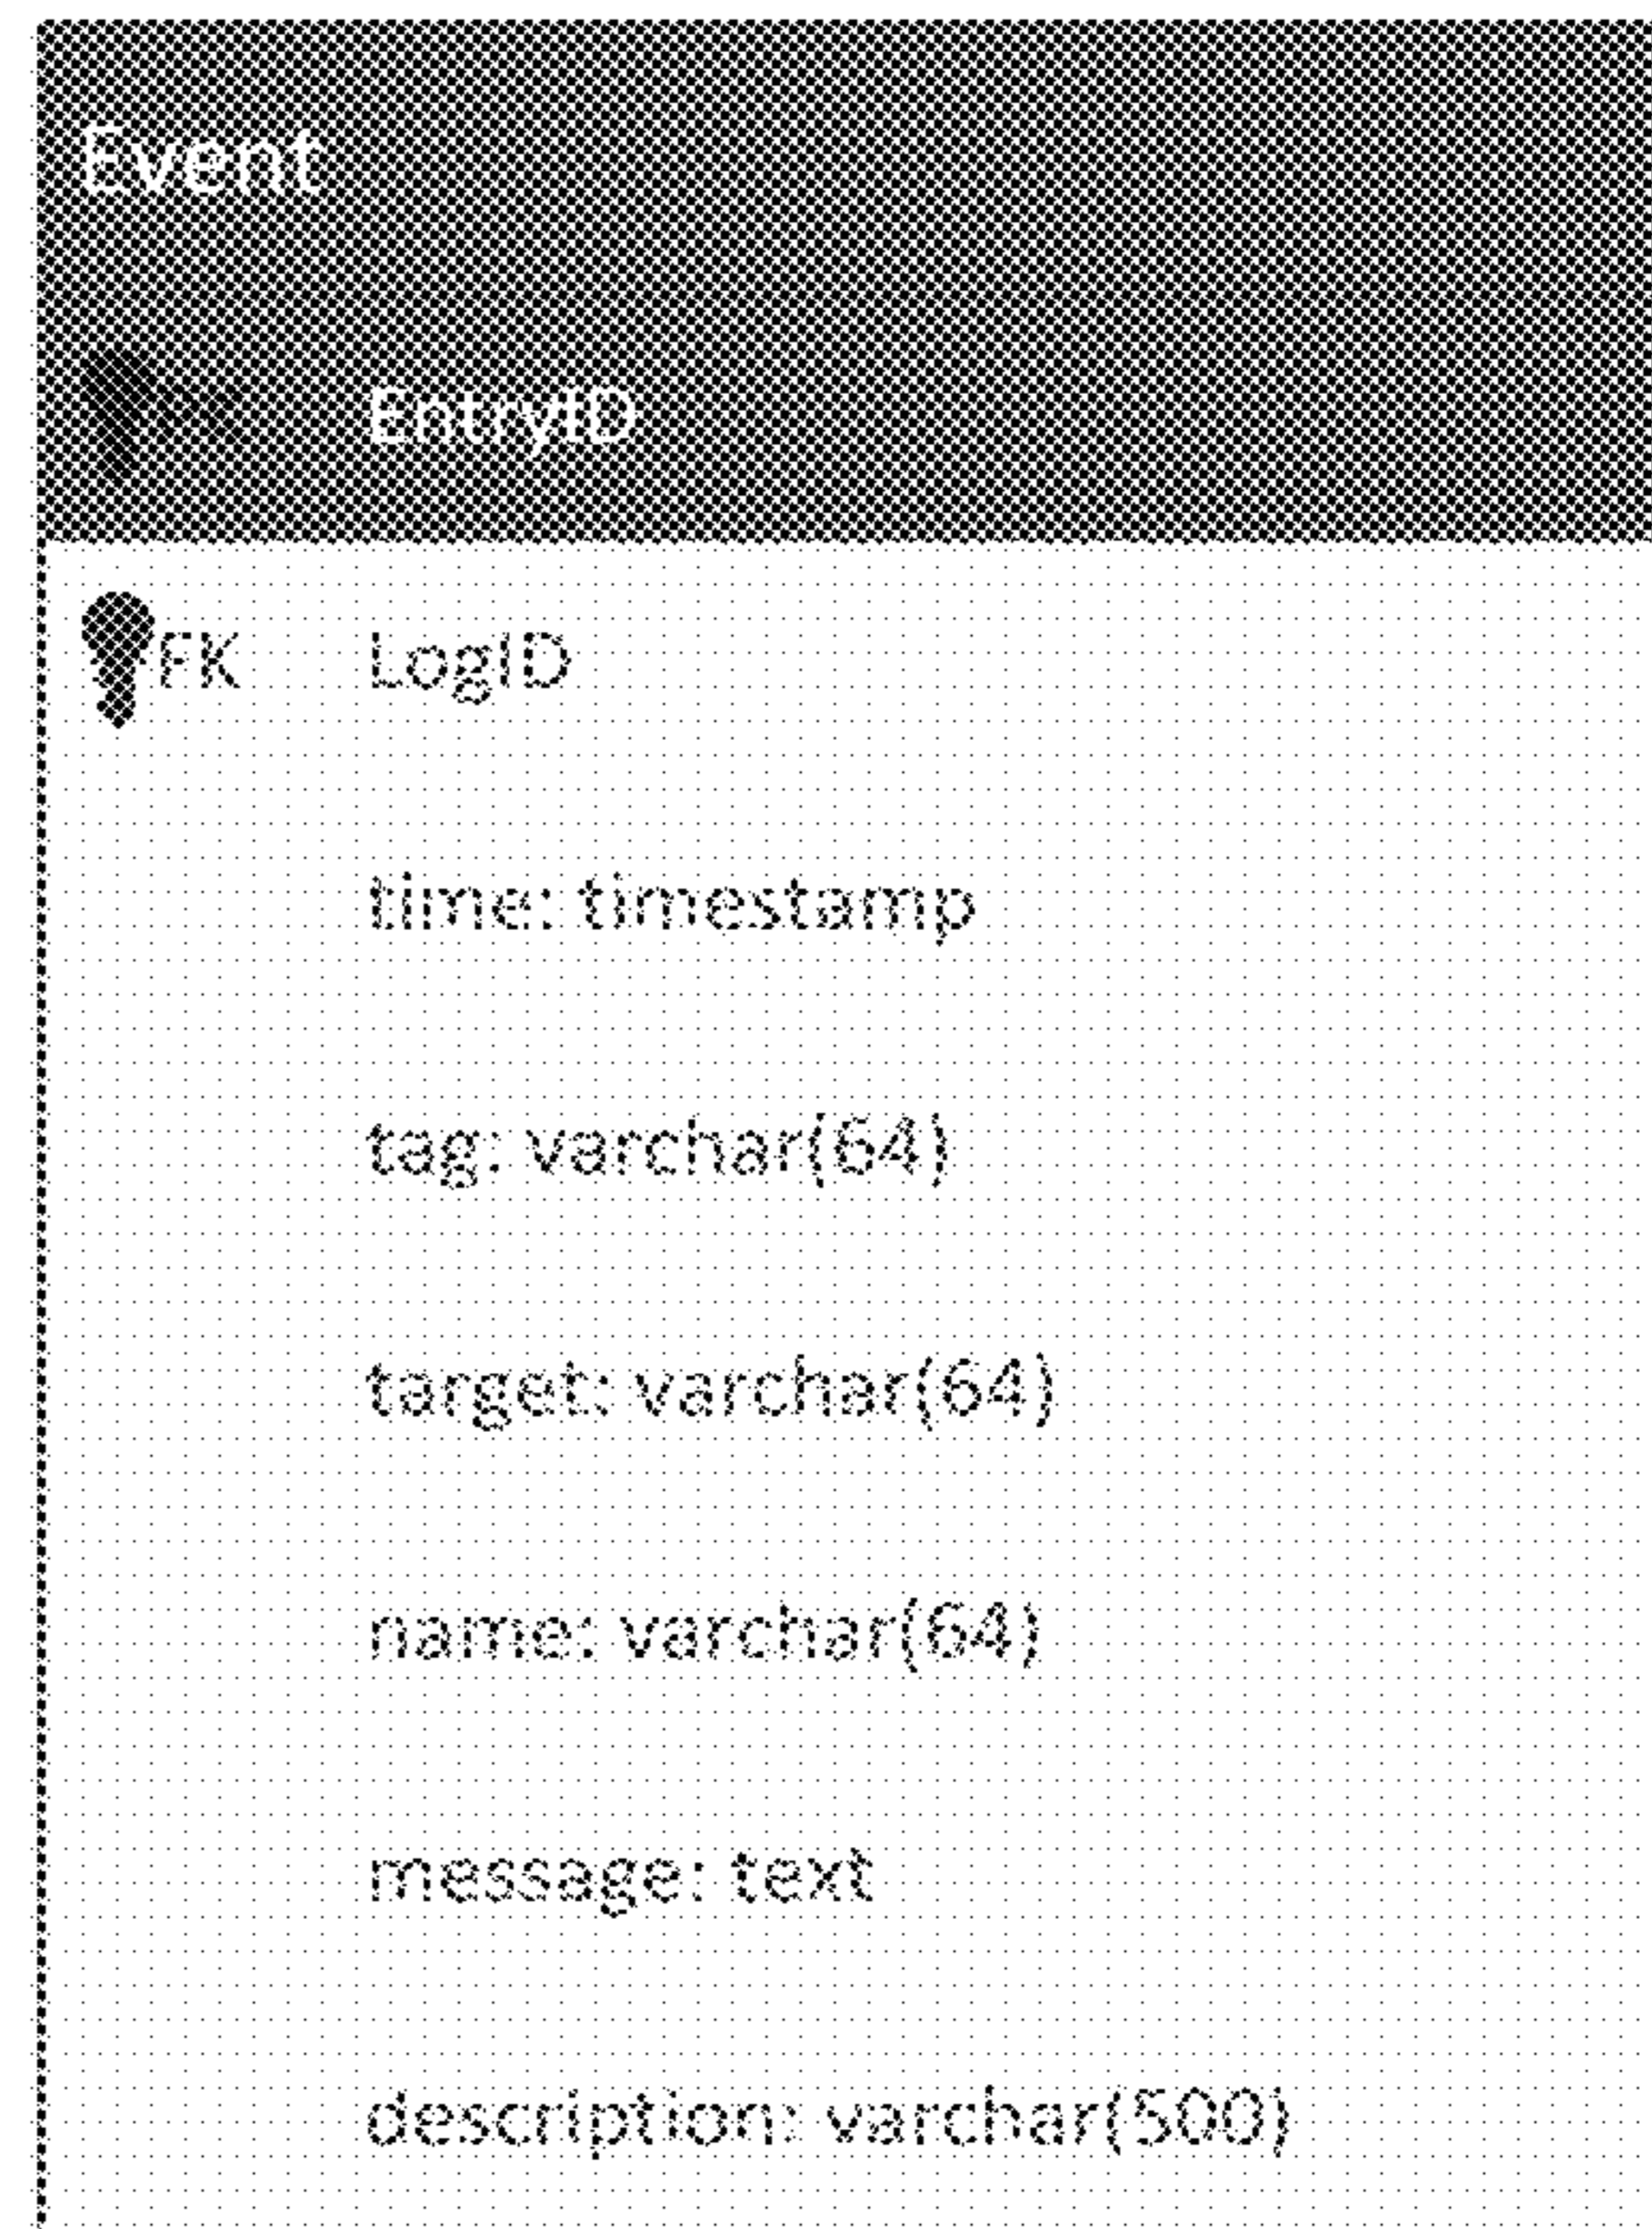 Event
EntryID
FK LogID
time: timestamp
tag: varchar(64)
target: varchar(64)
name: varchar(64)
message: text
description: varchar(500)